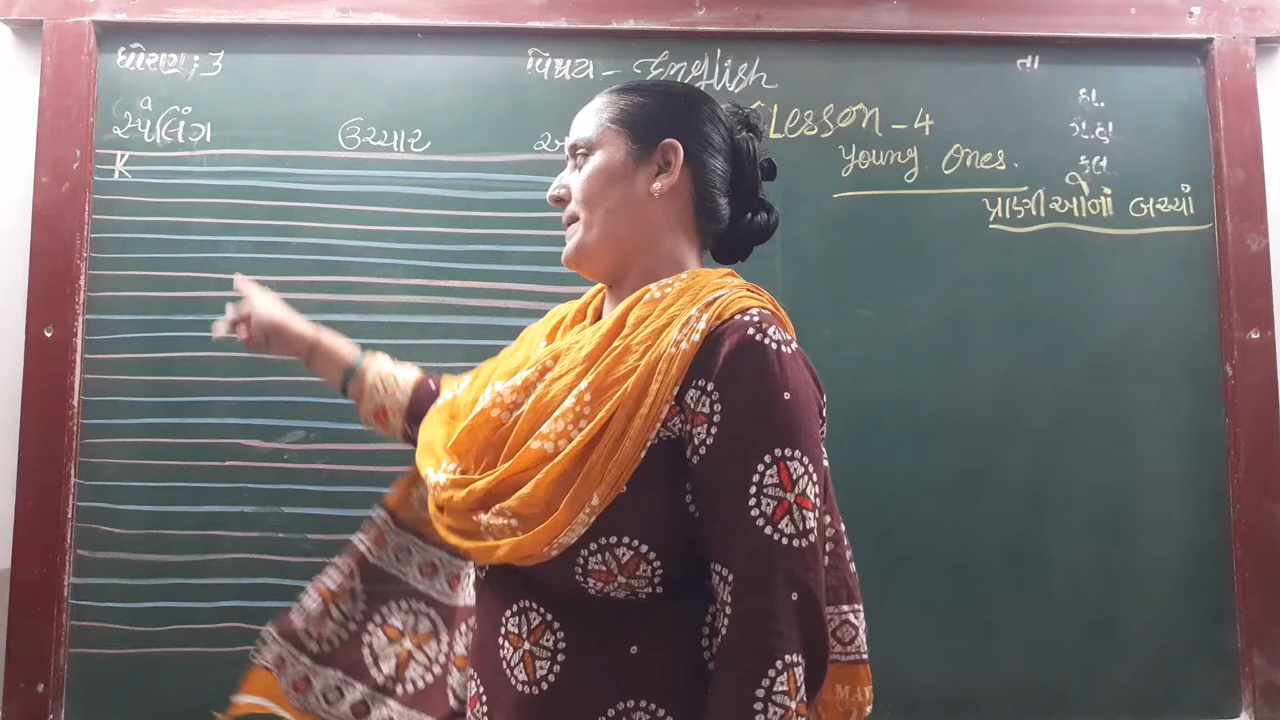 ધોરણ : 3
વિષય - English
તા
સ્પેલિંગ
ઉચ્ચાર
K
Lesson - 4
Young Ones.
પ્રાણીઓનાં બચ્ચાં
હા.
ગૃ.હા.
ક્લ.